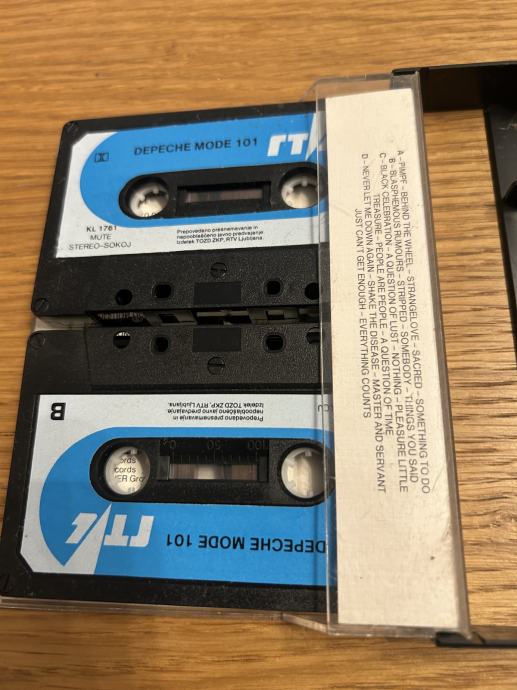 DEPECHE MODE 101
KL 1761
MUTE
STEREO-SOKOJ
Prepovedano presnemavanje in
nepooblaščeno javno predvajanje.
Izdelek TOZD ZKP, RTV Ljubljana.
B
Prepovedano presnemavanje in
nepooblaščeno javno predvajanje.
Izdelek TOZD ZKP, RTV Ljubljana.
100 50 0
DEPECHE MODE 101
A – PIMPF – BEHIND THE WHEEL – STRANGELOVE – SACRED – SOMETHING TO DO
B – BLASPHEMOUS RUMOURS – STRIPPED – SOMEBODY – THINGS YOU SAID
C – BLACK CELEBRATION – A QUESTION OF LUST – NOTHING – PLEASURE LITTLE
TREASURE – PEOPLE ARE PEOPLE – A QUESTION OF TIME
D – NEVER LET ME DOWN AGAIN – SHAKE THE DISEASE – MASTER AND SERVANT
JUST CAN'T GET ENOUGH – EVERYTHING COUNTS